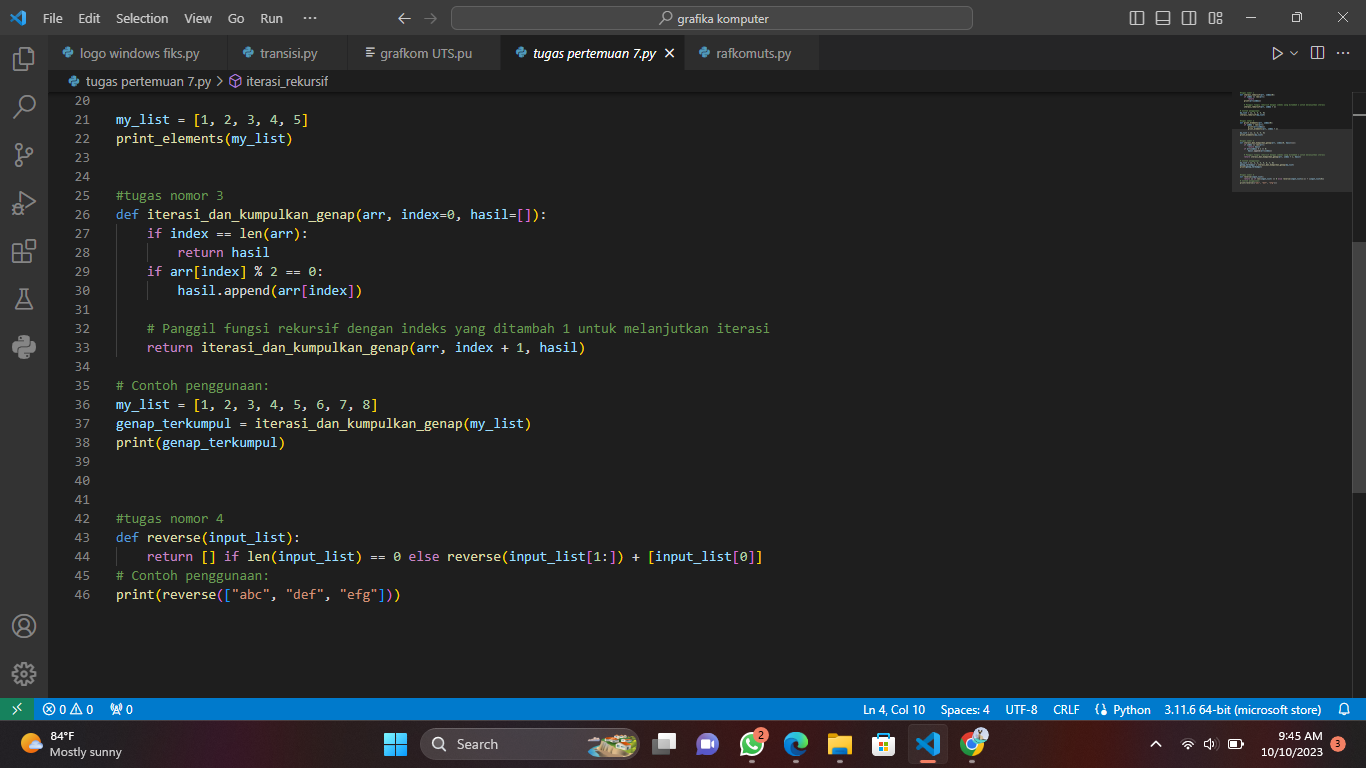 File Edit Selection View Go Run ···
grafika komputer
logo windows fiks.py
transisi.py
grafkom UTS.pu
tugas pertemuan 7.py
rafkomuts.py
tugas pertemuan 7.py > iterasi_rekursif
20
21 my_list = [1, 2, 3, 4, 5]
22 print_elements(my_list)
23
24
25 #tugas nomor 3
26 def iterasi_dan_kumpulkan_genap(arr, index=0, hasil=[]):
27     if index == len(arr):
28         return hasil
29     if arr[index] % 2 == 0:
30         hasil.append(arr[index])
31
32     # Panggil fungsi rekursif dengan indeks yang ditambah 1 untuk melanjutkan iterasi
33     return iterasi_dan_kumpulkan_genap(arr, index + 1, hasil)
34
35 # Contoh penggunaan:
36 my_list = [1, 2, 3, 4, 5, 6, 7, 8]
37 genap_terkumpul = iterasi_dan_kumpulkan_genap(my_list)
38 print(genap_terkumpul)
39
40
41
42 #tugas nomor 4
43 def reverse(input_list):
44     return [] if len(input_list) == 0 else reverse(input_list[1:]) + [input_list[0]]
45 # Contoh penggunaan:
46 print(reverse(["abc", "def", "efg"]))
0 0 0 Ln 4, Col 10 Spaces: 4 UTF-8 CRLF Python 3.11.6 64-bit (microsoft store)
84°F
Mostly sunny
Search
2
Y
9:45 AM
10/10/2023
3